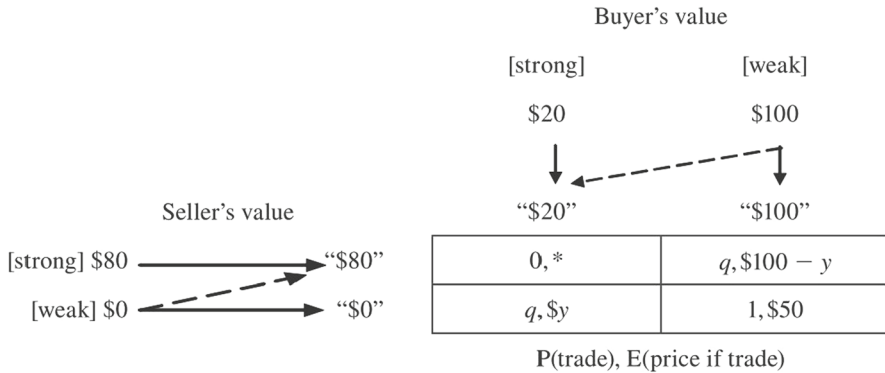 Buyer’s value
[strong] [weak]
$20 $100
Seller’s value “$20” “$100”
[strong] $80 “$80” 0, * q, $100 − y
[weak] $0 “$0” q, $y 1, $50
P(trade), E(price if trade)